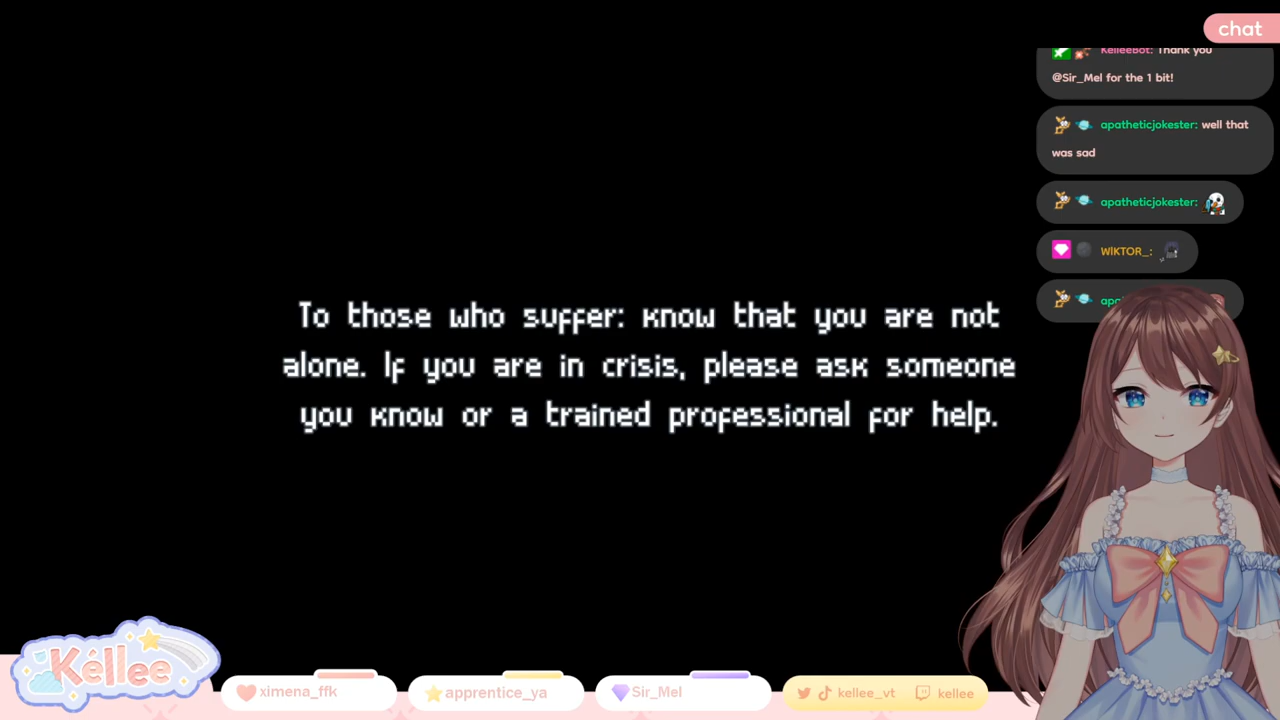 chat
KelleeBot: Thank you
@Sir_Mel for the 1 bit!
apatheticjokester: well that
was sad
apatheticjokester:
WIKTOR_:
To those who suffer: know that you are not
alone. If you are in crisis, please ask someone
you know or a trained professional for help.
Kéllee
ximena_ffk
apprentice_ya
Sir_Mel
kellee_vt
kellee